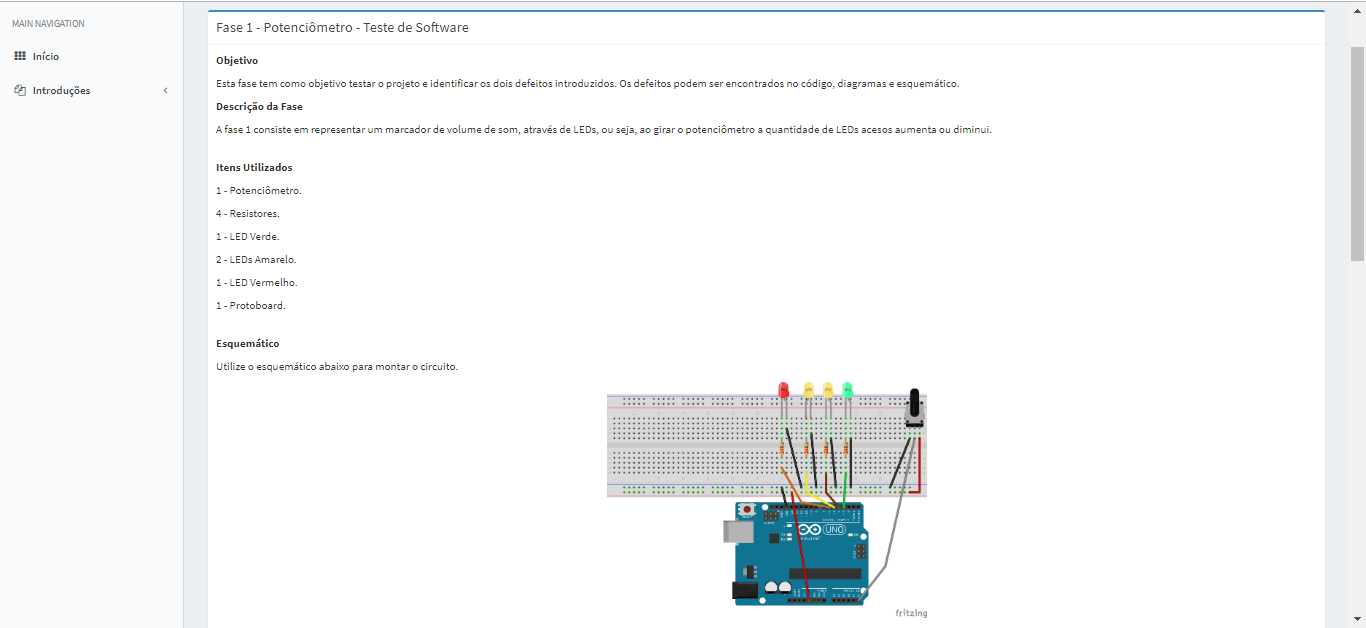 MAIN NAVIGATION
Início
Introduções
Fase 1 - Potenciômetro - Teste de Software
Objetivo
Esta fase tem como objetivo testar o projeto e identificar os dois defeitos introduzidos. Os defeitos podem ser encontrados no código, diagramas e esquemático.
Descrição da Fase
A fase 1 consiste em representar um marcador de volume de som, através de LEDs, ou seja, ao girar o potenciômetro a quantidade de LEDs acesos aumenta ou diminui.
Itens Utilizados
1 - Potenciômetro.
4 - Resistores.
1 - LED Verde.
2 - LEDs Amarelo.
1 - LED Vermelho.
1 - Protoboard.
Esquemático
Utilize o esquemático abaixo para montar o circuito.
UNO
fritzing